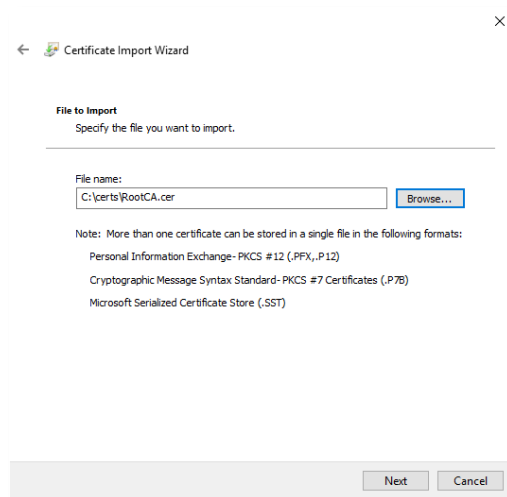 Certificate Import Wizard
File to Import
Specify the file you want to import.
File name:
C:\certs\RootCA.cer
Browse...
Note: More than one certificate can be stored in a single file in the following formats:
Personal Information Exchange- PKCS #12 (.PFX,.P12)
Cryptographic Message Syntax Standard- PKCS #7 Certificates (.P7B)
Microsoft Serialized Certificate Store (.SST)
Next
Cancel